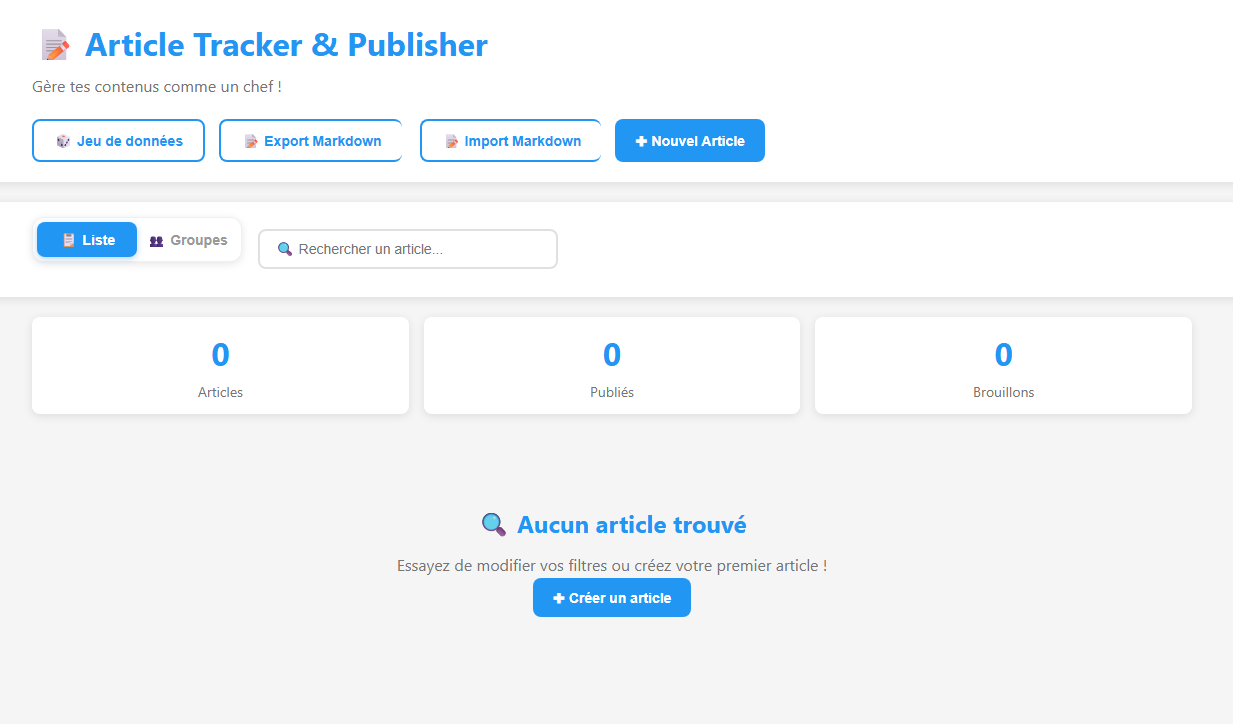 Article Tracker & Publisher
Gère tes contenus comme un chef !
Jeu de données
Export Markdown
Import Markdown
+ Nouvel Article
Liste
Groupes
Rechercher un article...
0
Articles
0
Publiés
0
Brouillons
Aucun article trouvé
Essayez de modifier vos filtres ou créez votre premier article !
+ Créer un article